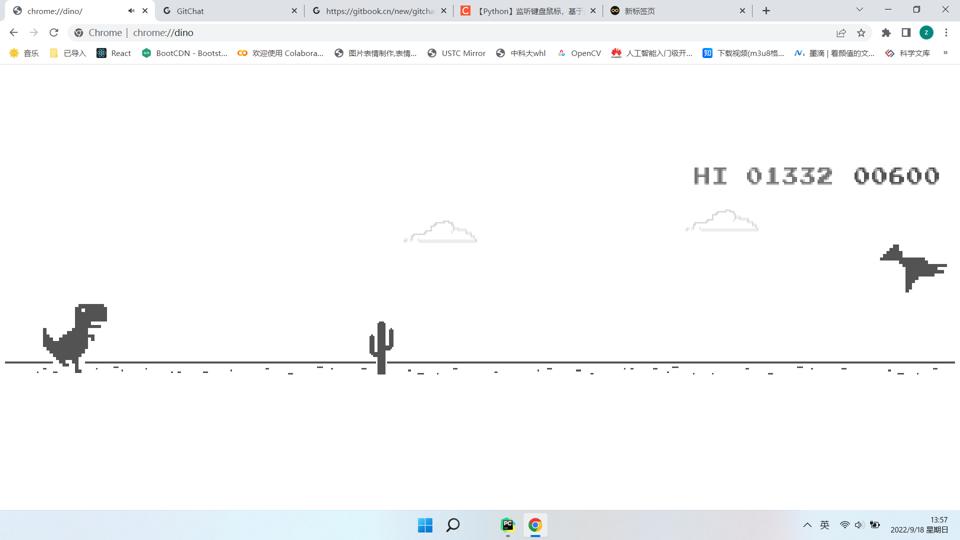 chrome://dino/
GitChat
https://gitbook.cn/new/gitcha
【Python】监听键盘鼠标，基于
新标签页
Chrome | chrome://dino
z
音乐
已导入
React
BootCDN - Bootst...
欢迎使用 Colabora...
图片表情制作,表情...
USTC Mirror
中科大whl
OpenCV
人工智能入门极开...
下载视频(m3u8格...
墨滴 | 看颜值的文...
科学文库
»
HI 01332 00600
PC
英
13:57
2022/9/18 星期日